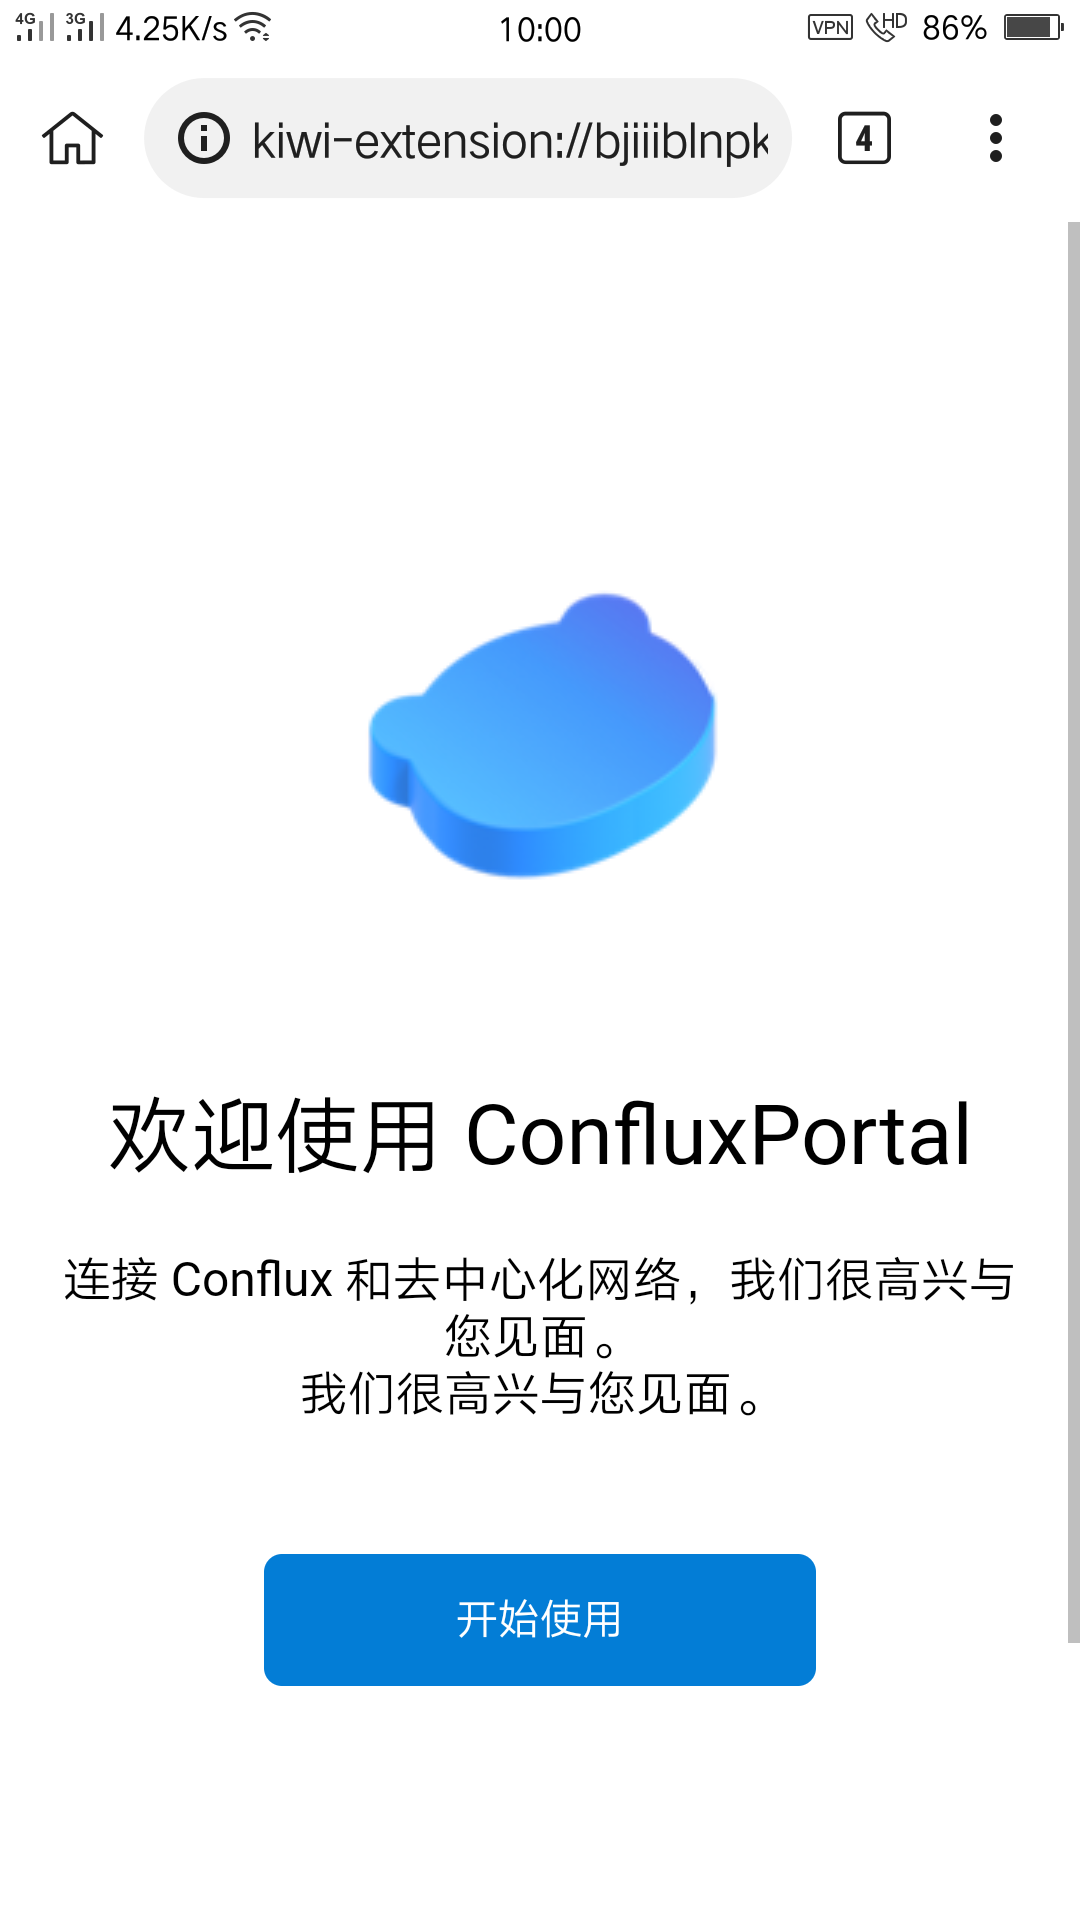 4G 3G 4.25K/s 10:00 VPN HD 86%
kiwi-extension://bjiiiblnpk 4
欢迎使用 ConfluxPortal
连接 Conflux 和去中心化网络，我们很高兴与
您见面。
我们很高兴与您见面。
开始使用